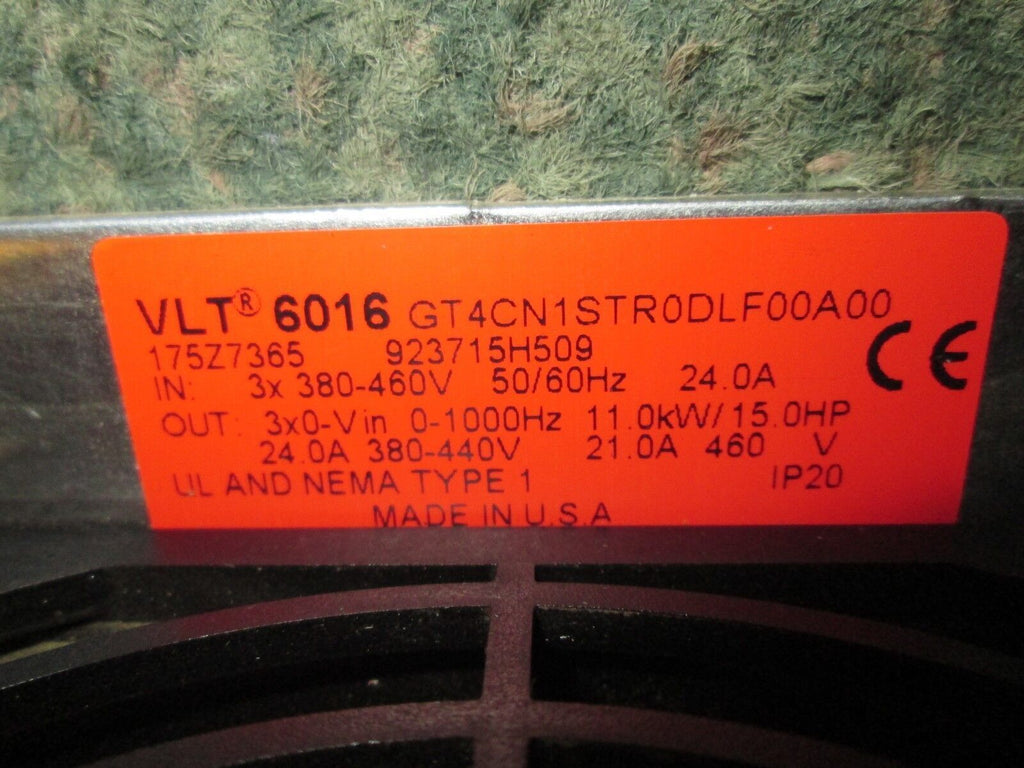 VLT® 6016 GT4CN1STR0DLF00A00
175Z7365 923715H509
IN: 3x 380-460V 50/60Hz 24.0A
OUT: 3x0-Vin 0-1000Hz 11.0kW/15.0HP
24.0A 380-440V 21.0A 460 V
UL AND NEMA TYPE 1 IP20
MADE IN U.S.A
CE